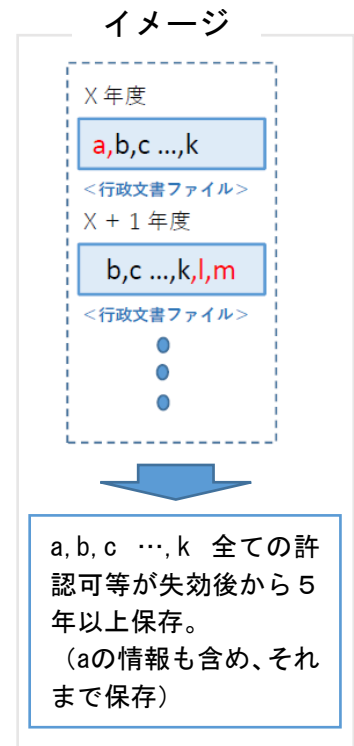 イメージ
X年度
a,b,c …,k
<行政文書ファイル>
X+1年度
b,c …,k,l,m
<行政文書ファイル>
a,b,c …,k 全ての許
認可等が失効後から５
年以上保存。
（aの情報も含め、それ
まで保存）